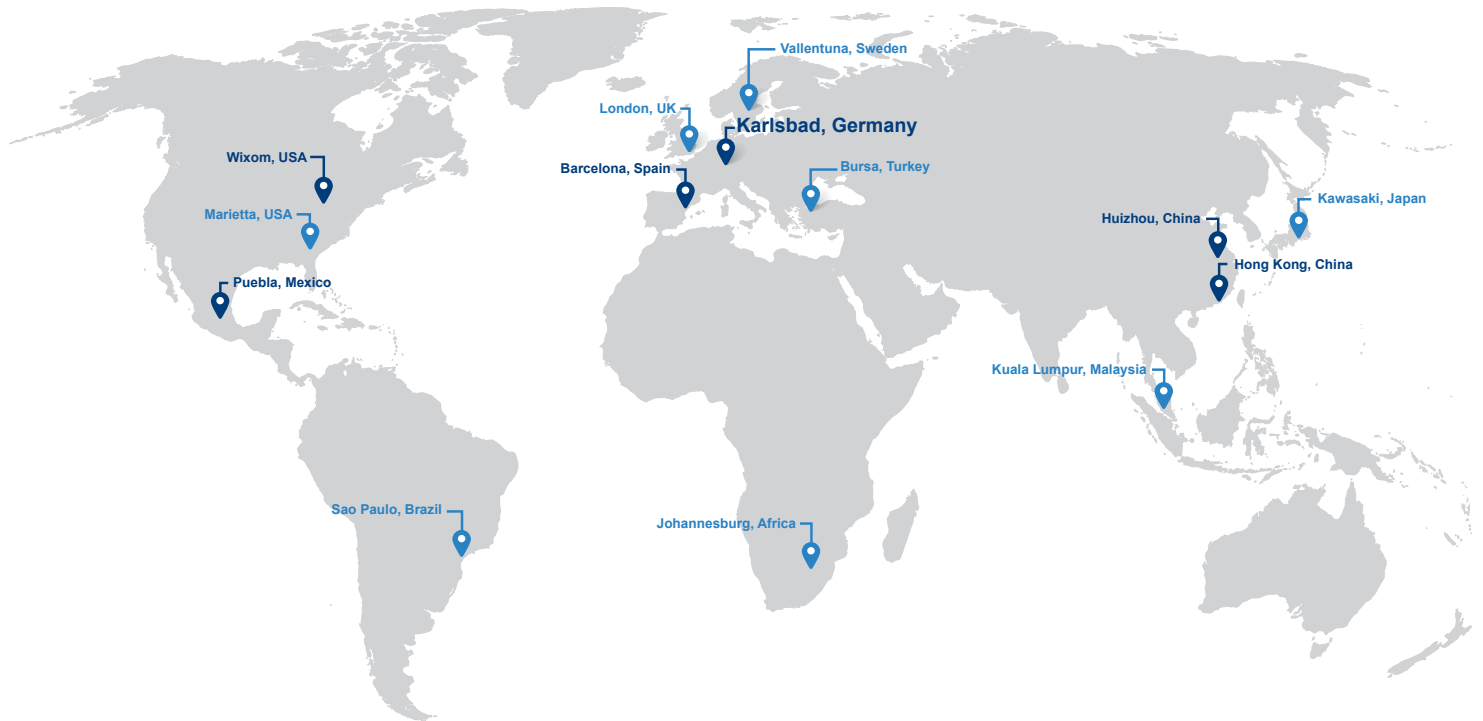 Vallentuna, Sweden
London, UK
Karlsbad, Germany
Wixom, USA
Barcelona, Spain
Bursa, Turkey
Kawasaki, Japan
Marietta, USA
Huizhou, China
Hong Kong, China
Puebla, Mexico
Kuala Lumpur, Malaysia
Sao Paulo, Brazil
Johannesburg, Africa